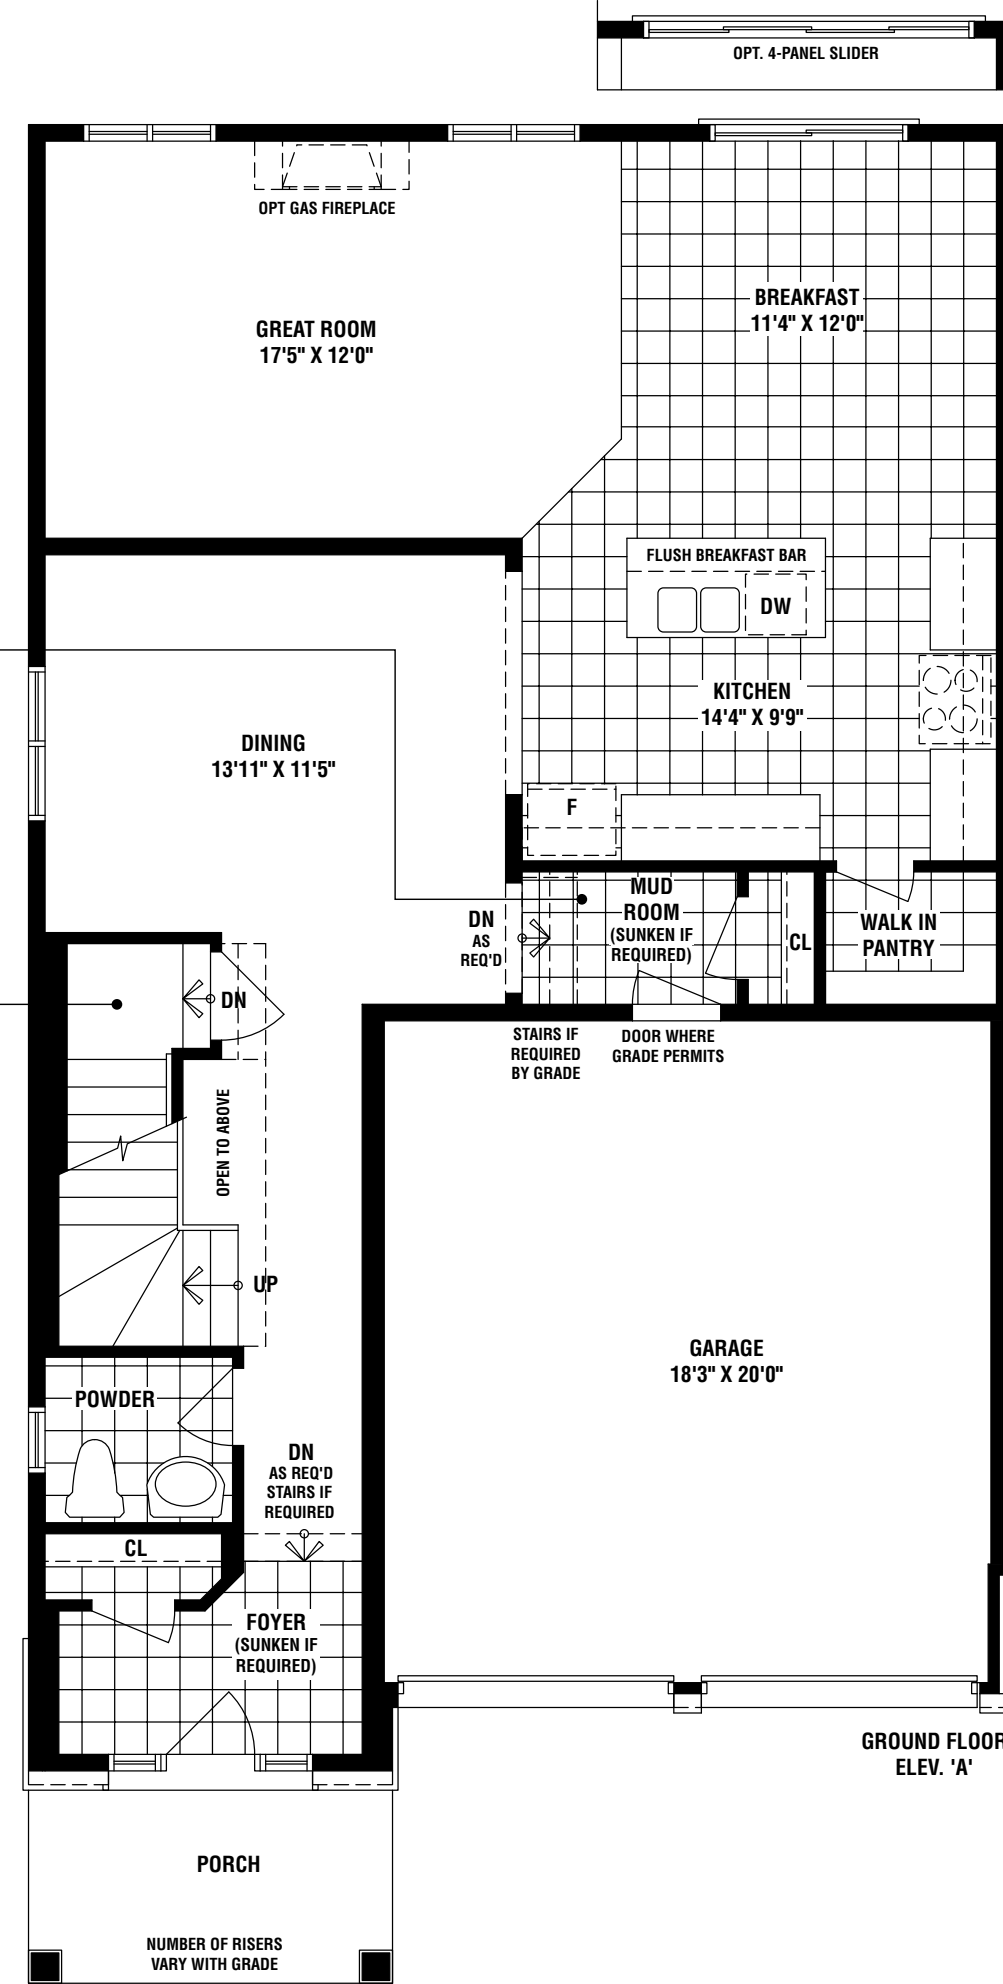 OPT. 4-PANEL SLIDER
OPT GAS FIREPLACE
GREAT ROOM
17'5" X 12'0"
BREAKFAST
11'4" X 12'0"
FLUSH BREAKFAST BAR
DW
KITCHEN
14'4" X 9'9"
DINING
13'11" X 11'5"
F
MUD
ROOM
(SUNKEN IF
REQUIRED)
DN
AS
REQ'D
CL
WALK IN
PANTRY
DN
STAIRS IF
REQUIRED
BY GRADE
DOOR WHERE
GRADE PERMITS
OPEN TO ABOVE
UP
GARAGE
18'3" X 20'0"
POWDER
DN
AS REQ'D
STAIRS IF
REQUIRED
CL
FOYER
(SUNKEN IF
REQUIRED)
GROUND FLOOR
ELEV. 'A'
PORCH
NUMBER OF RISERS
VARY WITH GRADE